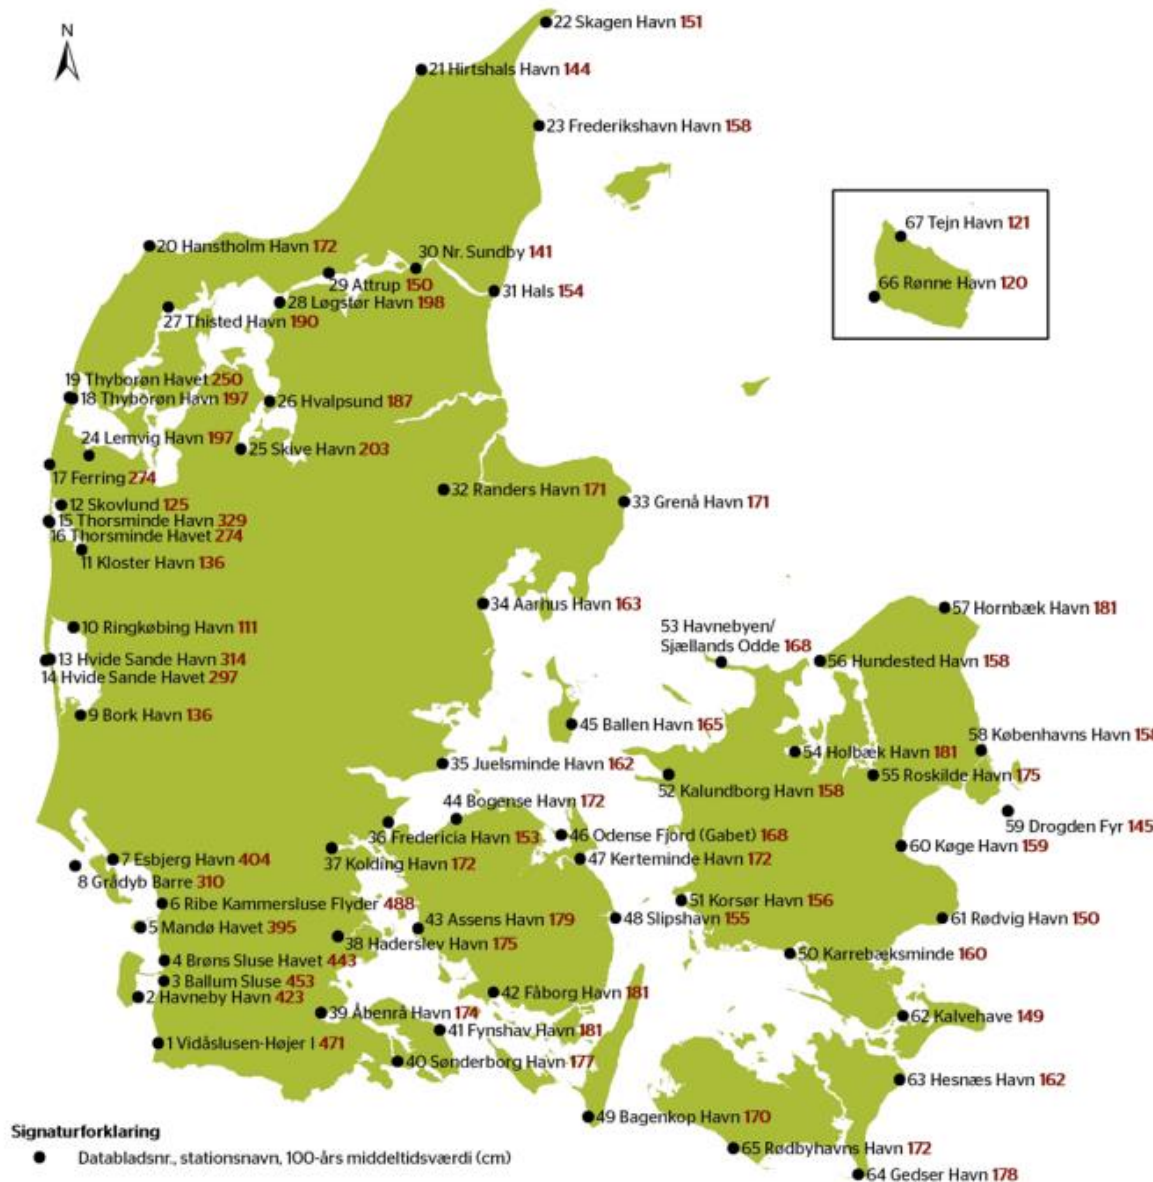 N
22 Skagen Havn 151
21 Hirtshals Havn 144
23 Frederikshavn Havn 158
67 Tejn Havn 121
66 Rønne Havn 120
20 Hanstholm Havn 172
30 Nr. Sundby 141
29 Attrup 150
28 Løgstør Havn 198
31 Hals 154
27 Thisted Havn 190
19 Thyborøn Havet 250
18 Thyborøn Havn 197
26 Hvalpsund 187
24 Lemvig Havn 197
25 Skive Havn 203
17 Ferring 274
12 Skovlund 125
32 Randers Havn 171
33 Grenå Havn 171
15 Thorsminde Havn 329
16 Thorsminde Havet 274
11 Kloster Havn 136
34 Aarhus Havn 163
57 Hornbæk Havn 181
10 Ringkøbing Havn 111
53 Havnebyen/
Sjællands Odde 168
13 Hvide Sande Havn 314
14 Hvide Sande Havet 297
56 Hundested Havn 158
9 Bork Havn 136
45 Ballen Havn 165
58 Københavns Havn 158
54 Holbæk Havn 181
35 Juelsminde Havn 162
55 Roskilde Havn 175
52 Kalundborg Havn 158
44 Bogense Havn 172
59 Drogden Fyr 145
36 Fredericia Havn 153
46 Odense Fjord (Gabet) 168
60 Køge Havn 159
37 Kolding Havn 172
47 Kerteminde Havn 172
7 Esbjerg Havn 404
8 Grådyb Barre 310
6 Ribe Kammersluse Flyder 488
51 Korsør Havn 156
43 Assens Havn 179
48 Slipshavn 155
61 Rødvig Havn 150
5 Mandø Havet 395
38 Haderslev Havn 175
50 Karrebæksminde 160
4 Brøns Sluse Havet 443
3 Ballum Sluse 453
2 Havneby Havn 423
42 Fåborg Havn 181
39 Åbenrå Havn 174
62 Kalvehave 149
41 Fynshav Havn 181
1 Vidåslusen-Højer I 471
40 Sønderborg Havn 177
63 Hesnæs Havn 162
49 Bagenkop Havn 170
65 Rødbyhavns Havn 172
64 Gedser Havn 178
Signaturforklaring
Databladsnr., stationsnavn, 100-års middeltidsværdi (cm)